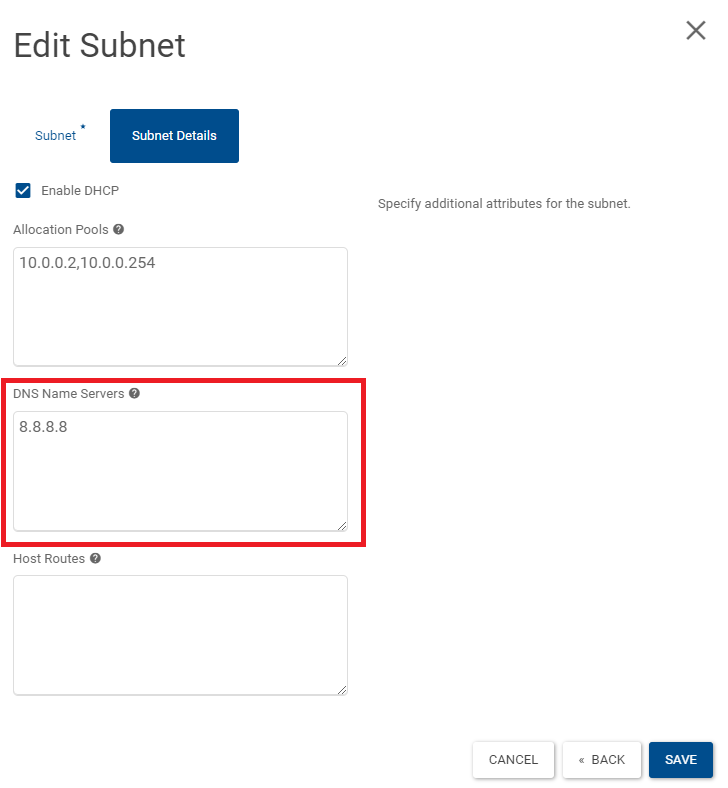 Edit Subnet
Subnet *
Subnet Details
Enable DHCP
Specify additional attributes for the subnet.
Allocation Pools ?
10.0.0.2,10.0.0.254
DNS Name Servers ?
8.8.8.8
Host Routes ?
CANCEL
« BACK
SAVE